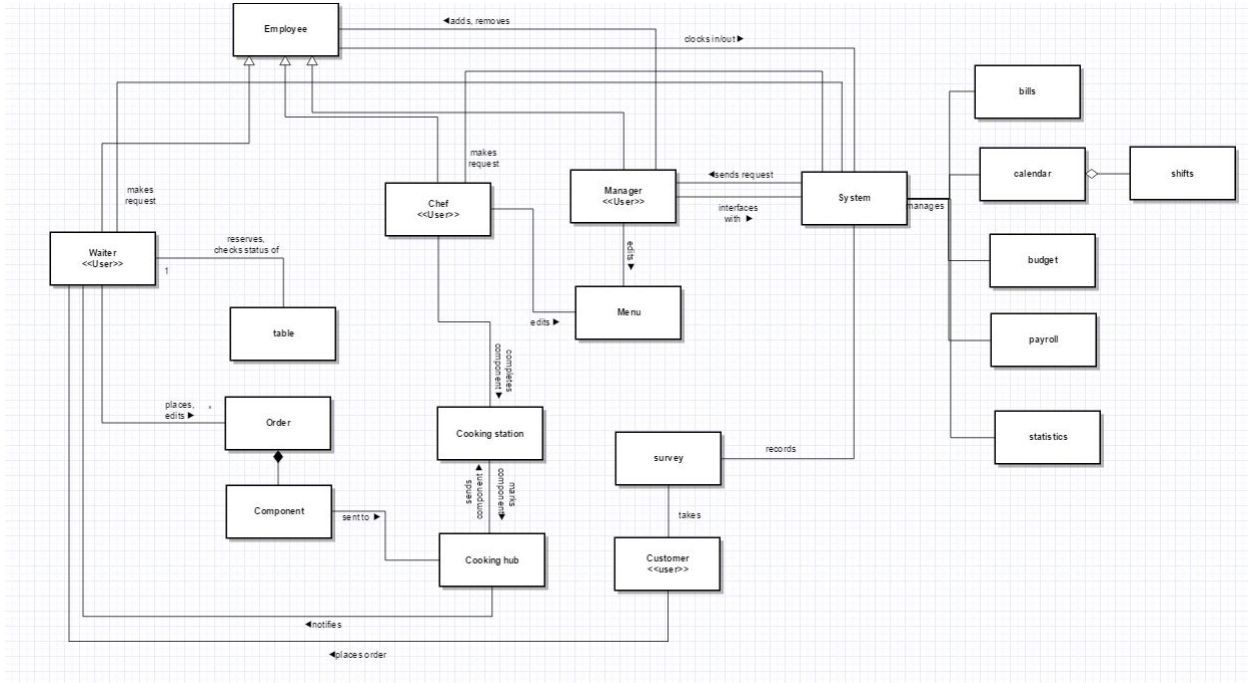 Employee
◄adds, removes
clocks in/out ►
bills
makes
request
◄sends request
calendar
shifts
makes
request
Chef
<<User>>
Manager
<<User>>
System
interfaces
with ►
manages
Waiter
<<User>>
reserves,
checks status of
1
edits ►
budget
table
edits ►
Menu
payroll
completes
component ►
places,
edits ►
*
Order
Cooking station
statistics
survey
records
sends
component ►
marks
component ►
Component
sent to ►
takes
Cooking hub
Customer
<<user>>
◄notifies
◄places order